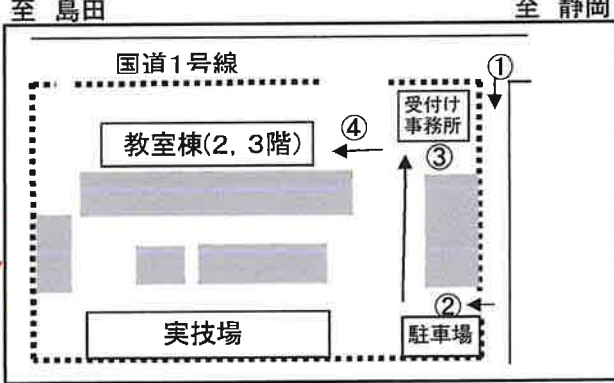 至 島田
至 静岡
国道1号線
①
受付け
事務所
④
教室棟(2, 3階)
③
②
実技場
駐車場